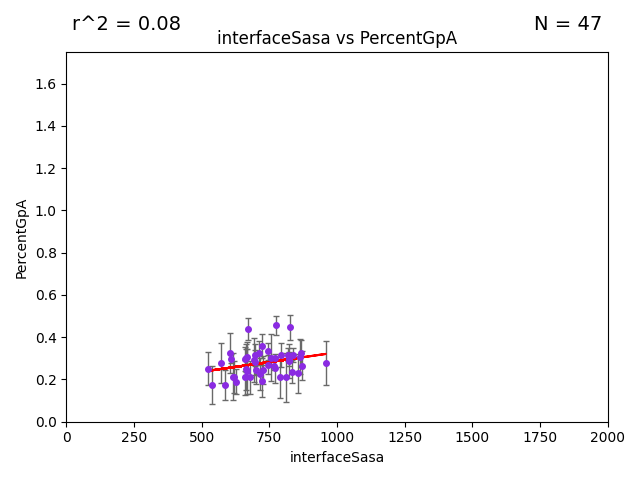 r^2 = 0.08
N = 47
interfaceSasa vs PercentGpA
PercentGpA
1.6
1.4
1.2
1.0
0.8
0.6
0.4
0.2
0.0
0 250 500 750 1000 1250 1500 1750 2000
interfaceSasa